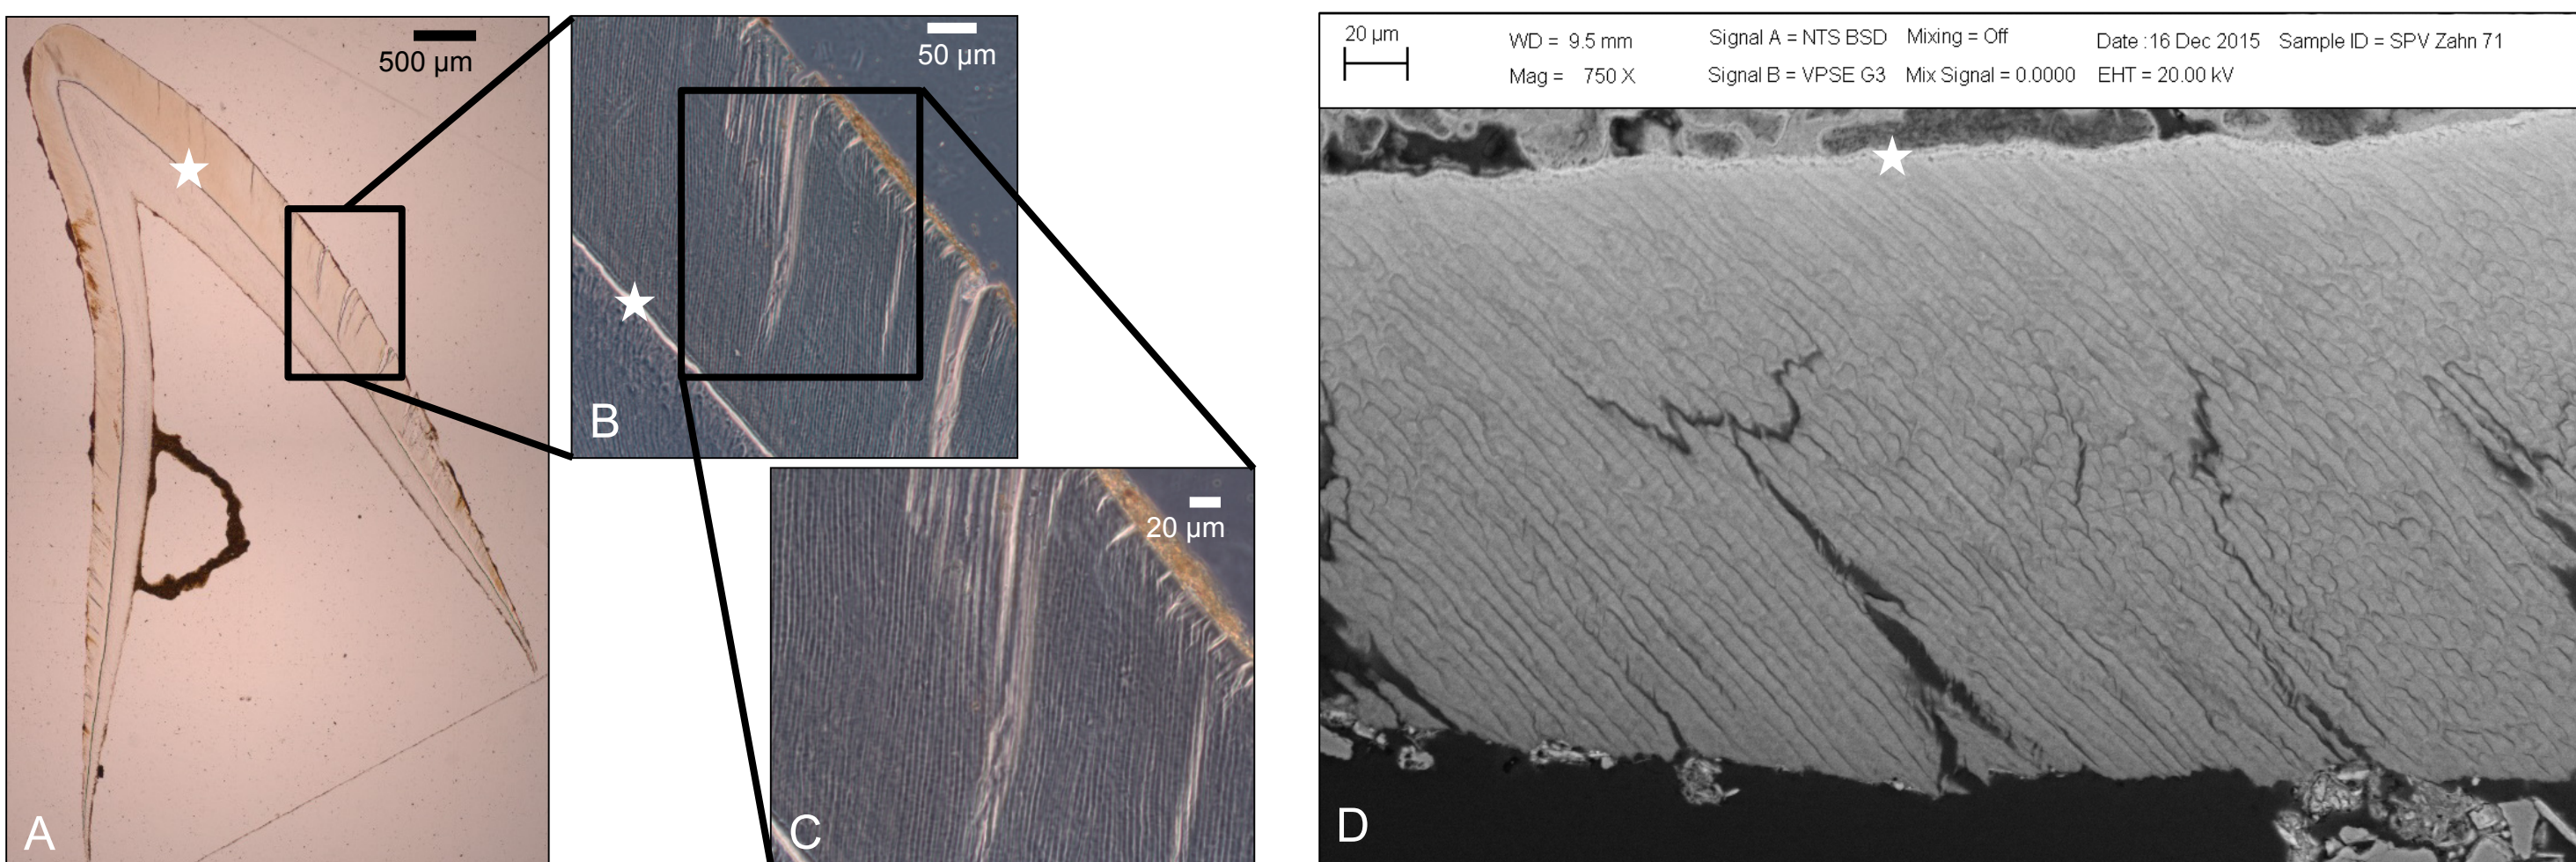 500 µm
A
50 µm
B
20 µm
C
20 µm
WD = 9.5 mm
Mag = 750 X
Signal A = NTS BSD
Signal B = VPSE G3
Mixing = Off
Mix Signal = 0.0000
Date :16 Dec 2015
EHT = 20.00 kV
Sample ID = SPV Zahn 71
D